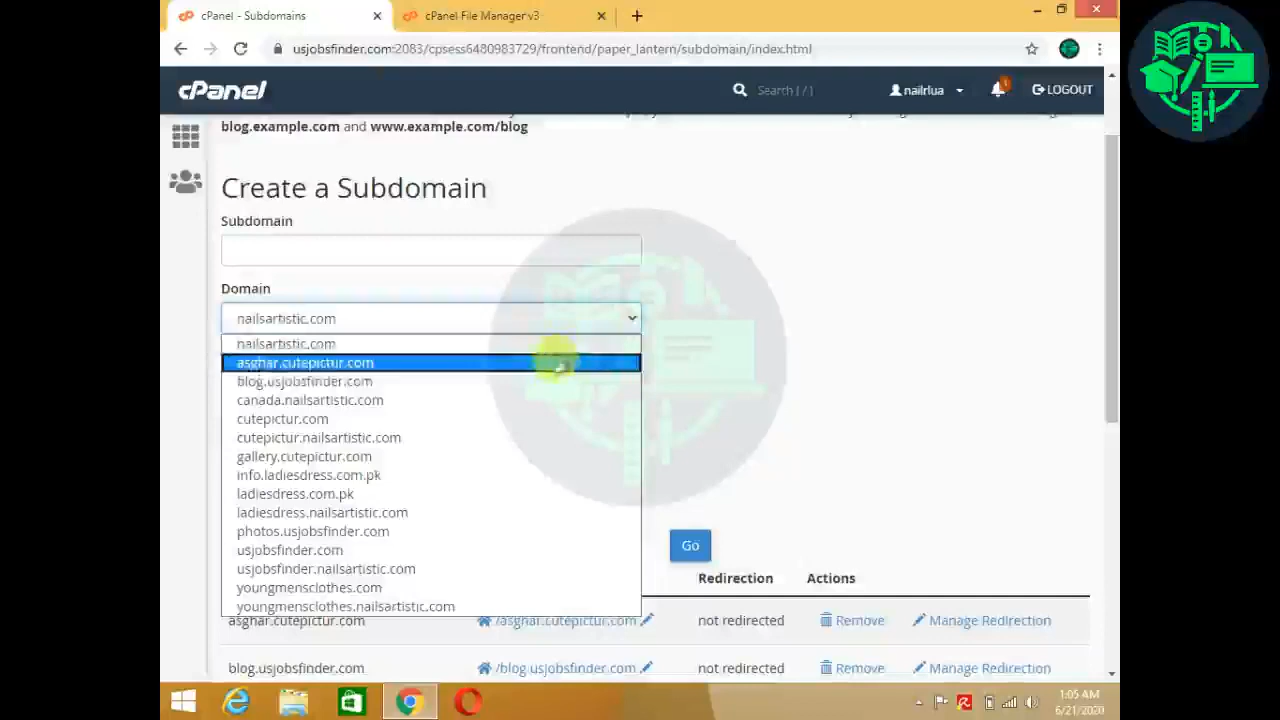 cPanel - Subdomains
cPanel File Manager v3
usjobsfinder.com:2083/cpsess6480983729/frontend/paper_lantern/subdomain/index.html
cPanel
Search ( / )
nailrlua
1
LOGOUT
blog.example.com and www.example.com/blog
Create a Subdomain
Subdomain
Domain
nailsartistic.com
nailsartistic.com
asghar.cutepictur.com
blog.usjobsfinder.com
canada.nailsartistic.com
cutepictur.com
cutepictur.nailsartistic.com
gallery.cutepictur.com
info.ladiesdress.com.pk
ladiesdress.com.pk
ladiesdress.nailsartistic.com
photos.usjobsfinder.com
usjobsfinder.com
usjobsfinder.nailsartistic.com
youngmensclothes.com
youngmensclothes.nailsartistic.com
Go
Redirection Actions
asghar.cutepictur.com /asghar.cutepictur.com not redirected Remove Manage Redirection
blog.usjobsfinder.com /blog.usjobsfinder.com not redirected Remove Manage Redirection
1:05 AM
6/21/2020